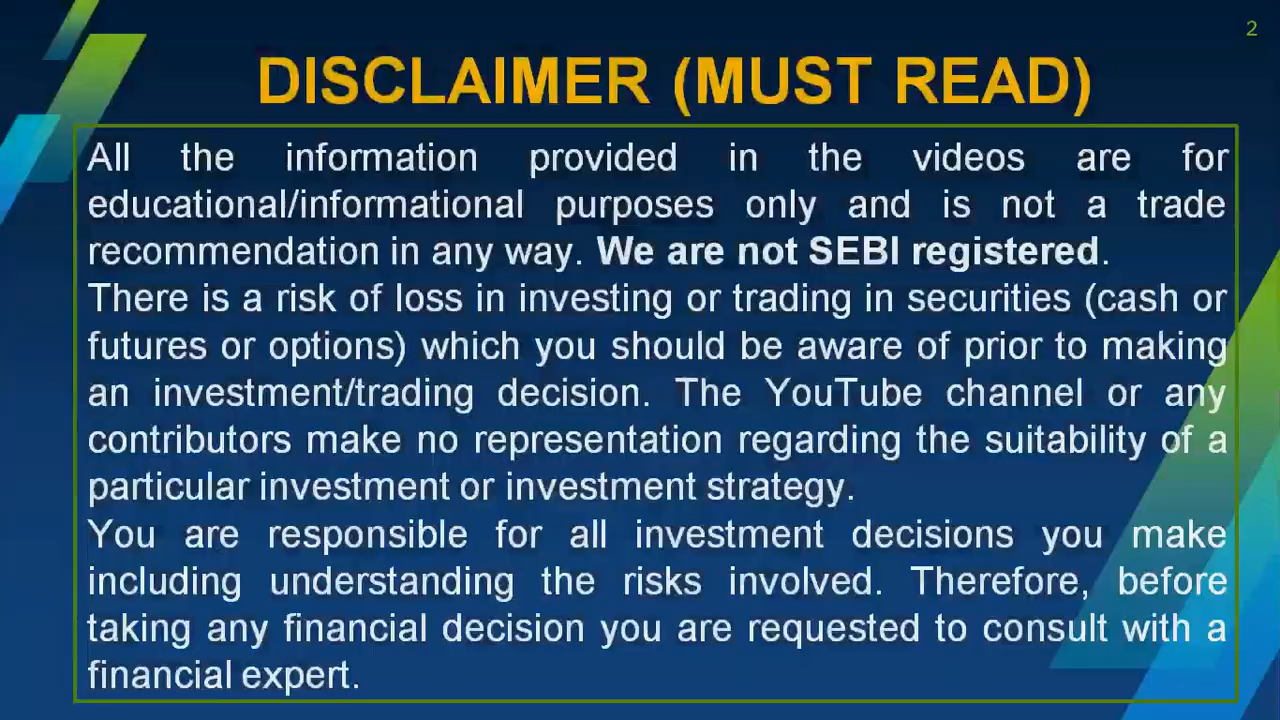 2
DISCLAIMER (MUST READ)
All the information provided in the videos are for
educational/informational purposes only and is not a trade
recommendation in any way. We are not SEBI registered.
There is a risk of loss in investing or trading in securities (cash or
futures or options) which you should be aware of prior to making
an investment/trading decision. The YouTube channel or any
contributors make no representation regarding the suitability of a
particular investment or investment strategy.
You are responsible for all investment decisions you make
including understanding the risks involved. Therefore, before
taking any financial decision you are requested to consult with a
financial expert.